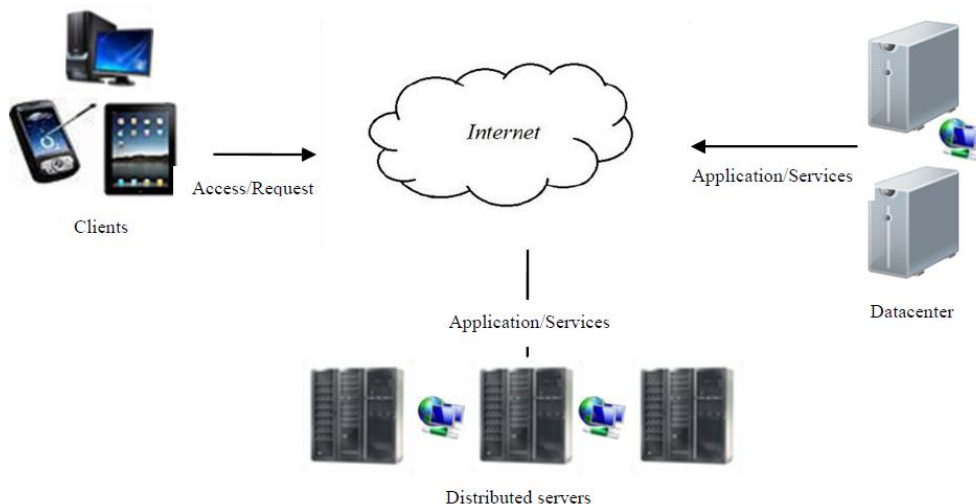 Internet
Access/Request
Application/Services
Clients
Datacenter
Application/Services
Distributed servers